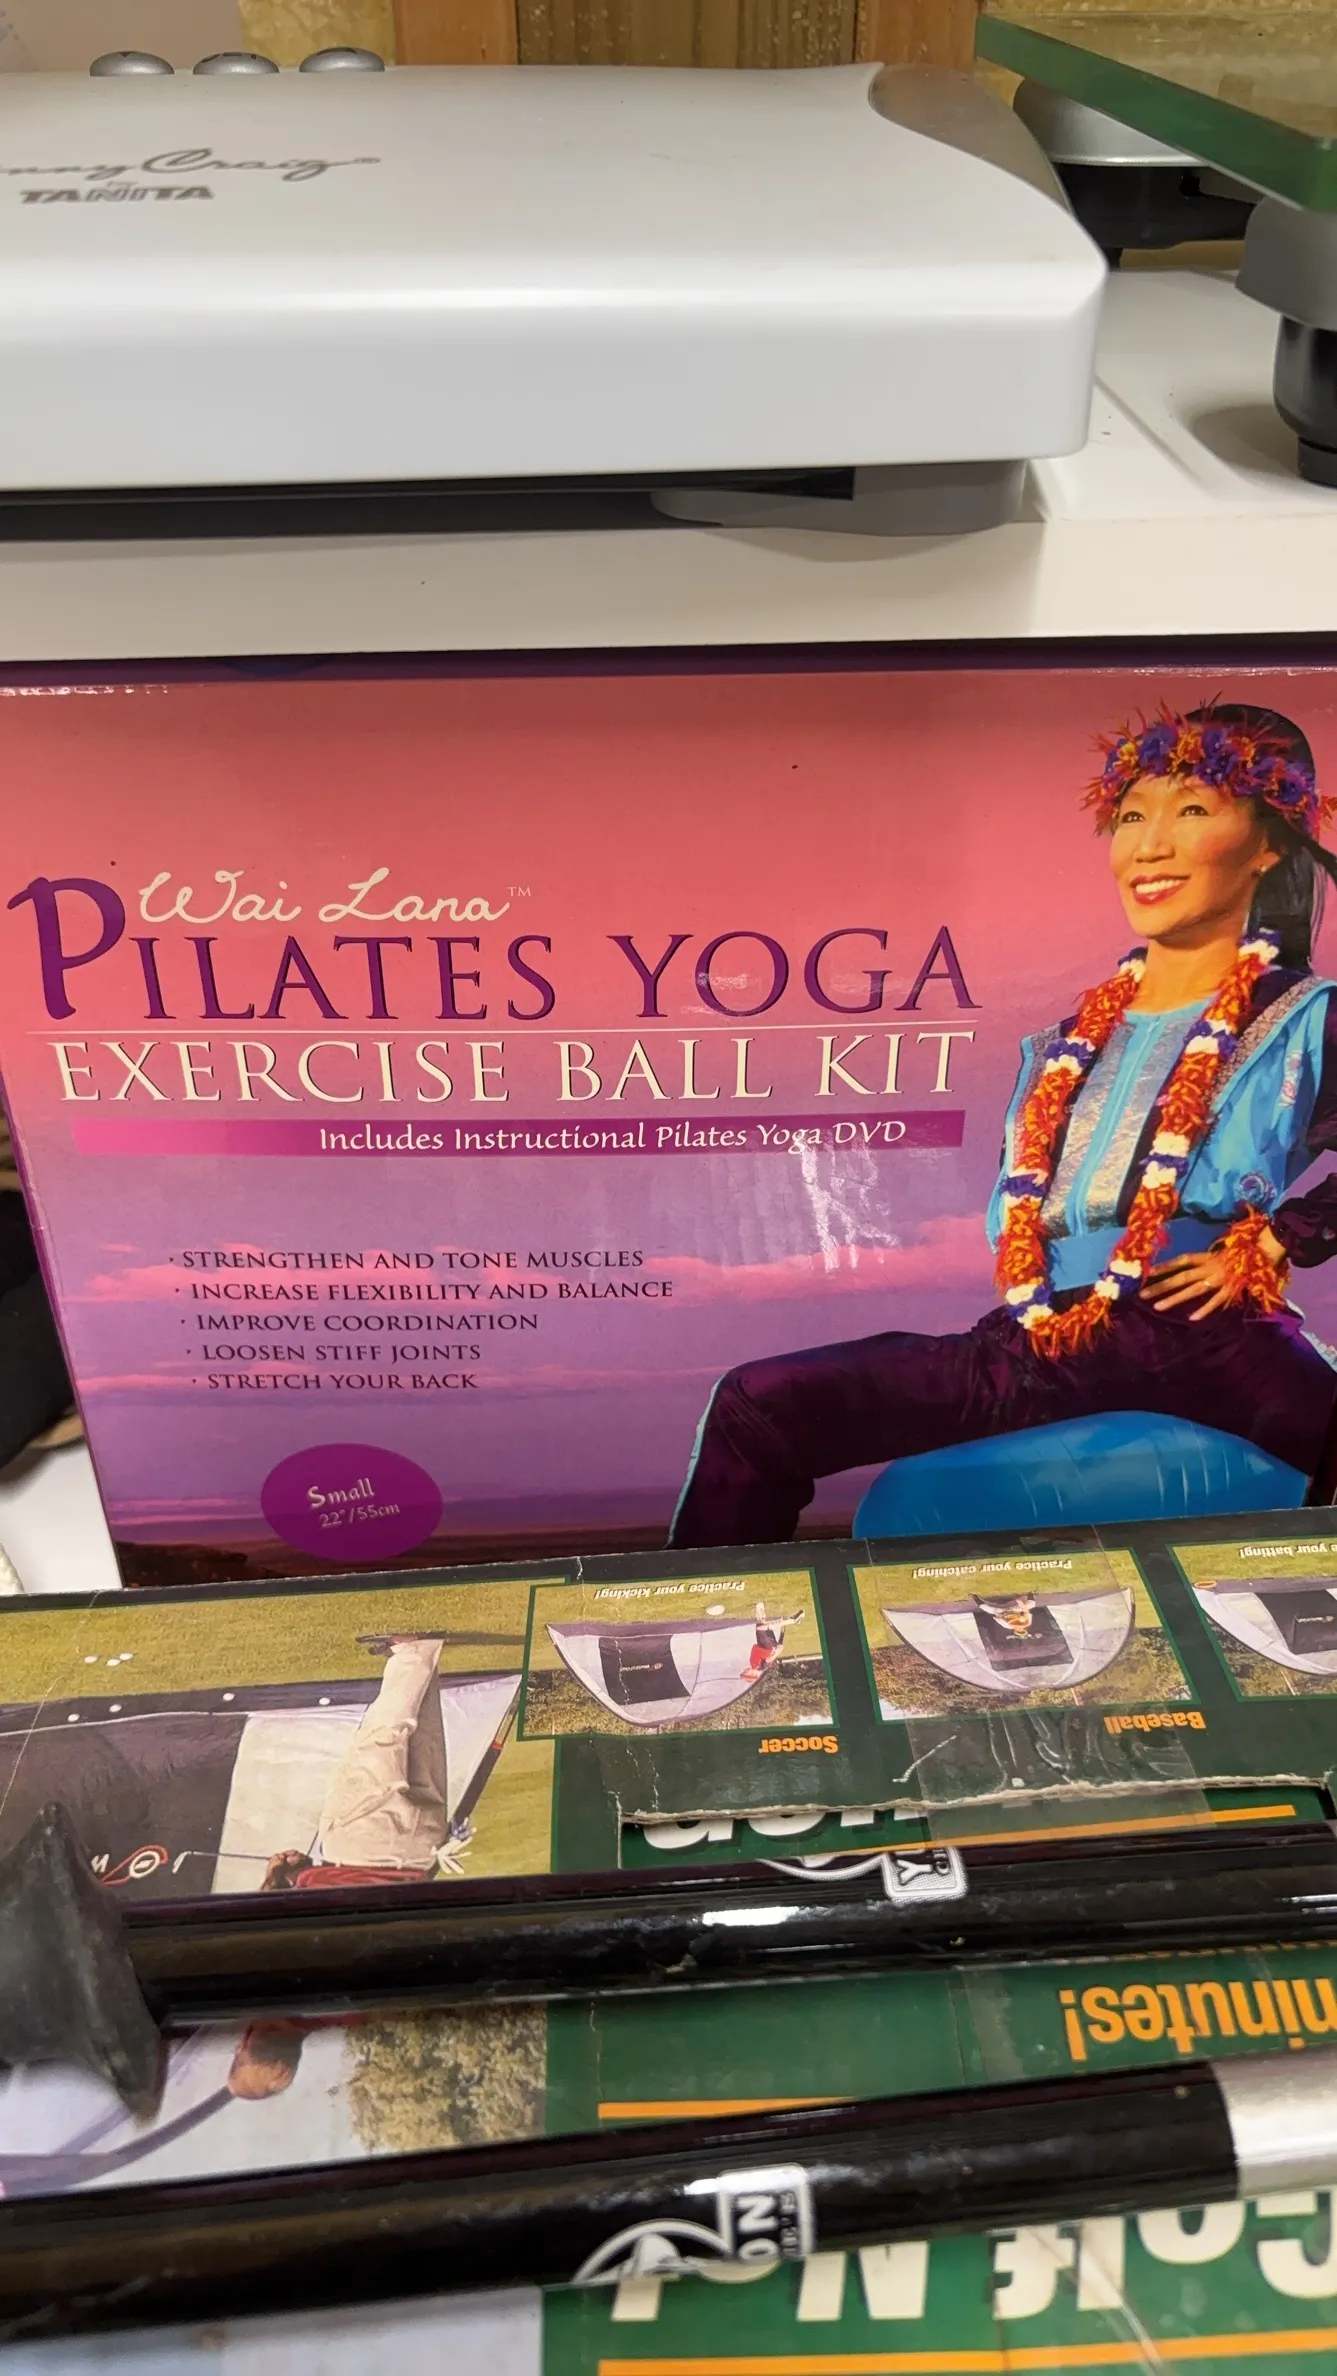 Craig®
by
TANITA
Wai Lana™
PILATES YOGA
EXERCISE BALL KIT
Includes Instructional Pilates Yoga DVD
· STRENGTHEN AND TONE MUSCLES
· INCREASE FLEXIBILITY AND BALANCE
· IMPROVE COORDINATION
· LOOSEN STIFF JOINTS
· STRETCH YOUR BACK
Small
22"/55cm
Practice your kicking!
Practice your catching!
your batting!
Soccer
Baseball
minutes!